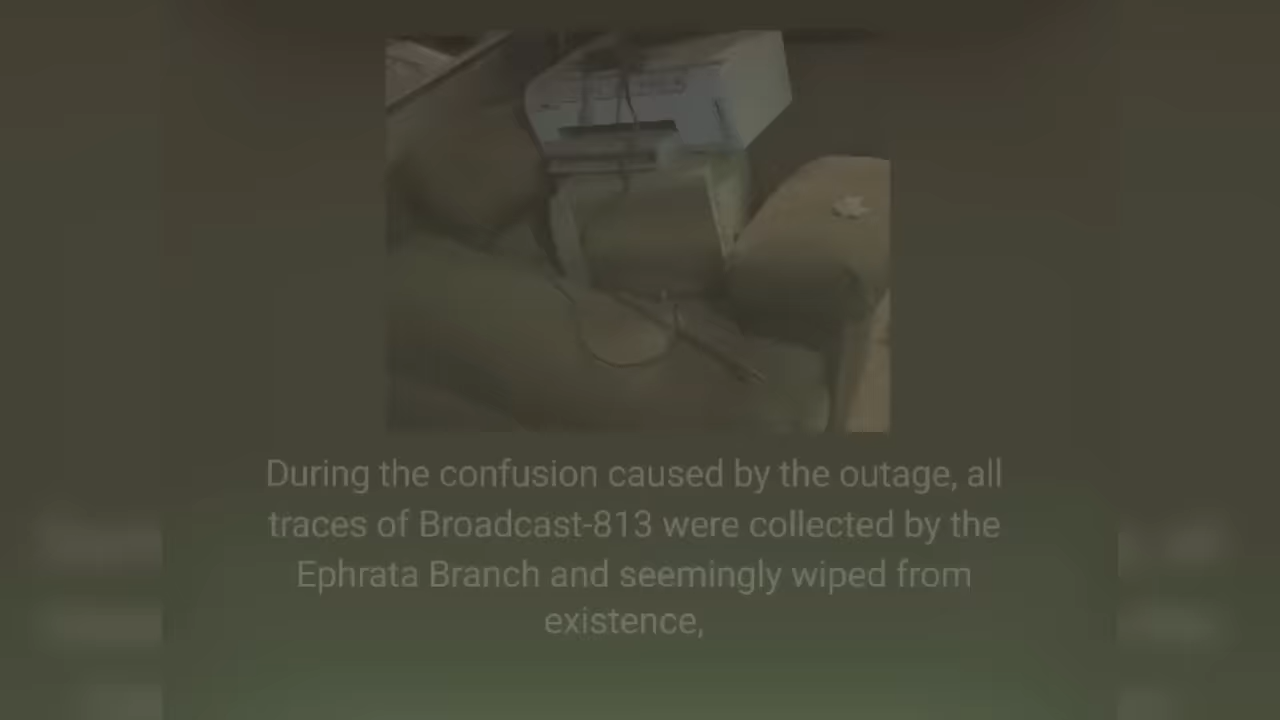 During the confusion caused by the outage, all
traces of Broadcast-813 were collected by the
Ephrata Branch and seemingly wiped from
existence,